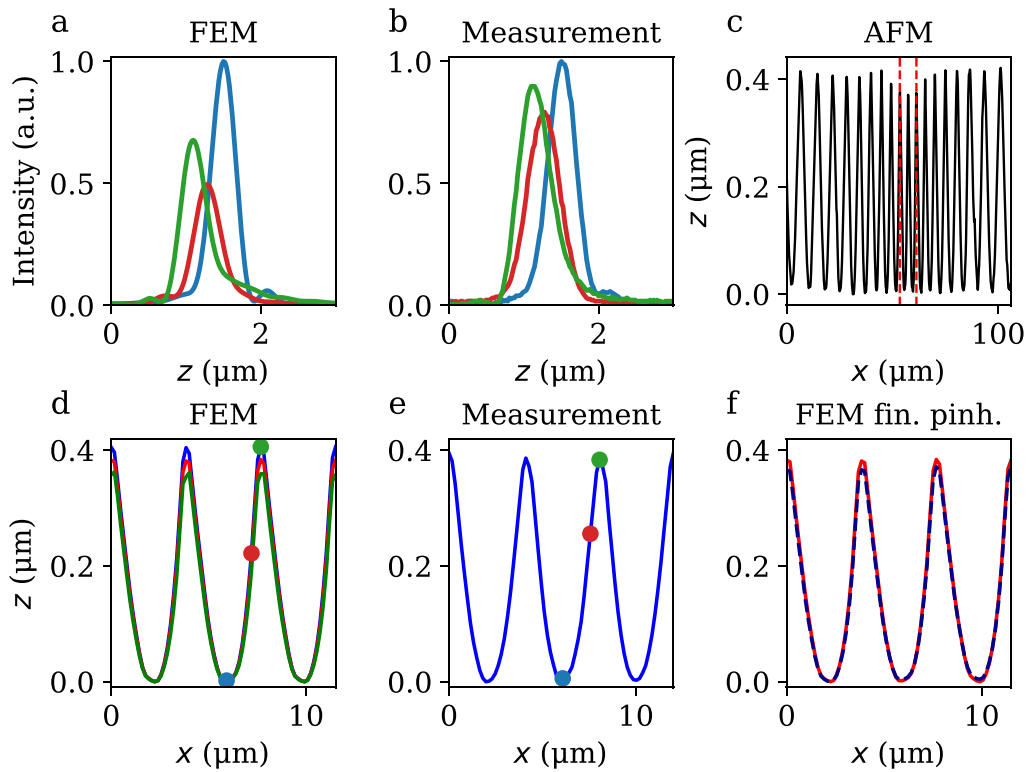 a FEM
b Measurement
c AFM
1.0
0.5
0.0
Intensity (a.u.)
0 2
z (μm)
1.0
0.5
0.0
0 2
z (μm)
0.4
0.2
0.0
z (μm)
0 100
x (μm)
d FEM
e Measurement
f FEM fin. pinh.
0.4
0.2
0.0
z (μm)
0 10
x (μm)
0.4
0.2
0.0
0 10
x (μm)
0.4
0.2
0.0
0 10
x (μm)